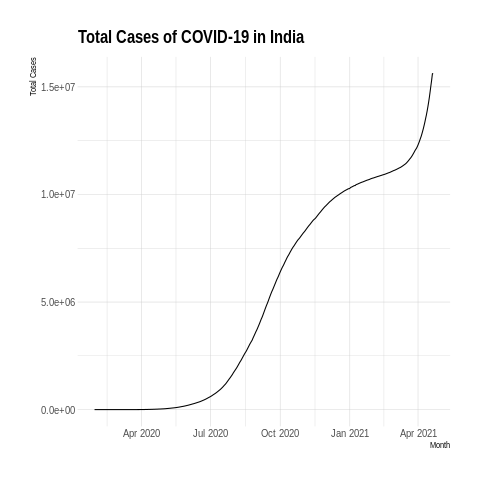 Total Cases of COVID-19 in India
Total Cases
1.5e+07
1.0e+07
5.0e+06
0.0e+00
Apr 2020 Jul 2020 Oct 2020 Jan 2021 Apr 2021
Month